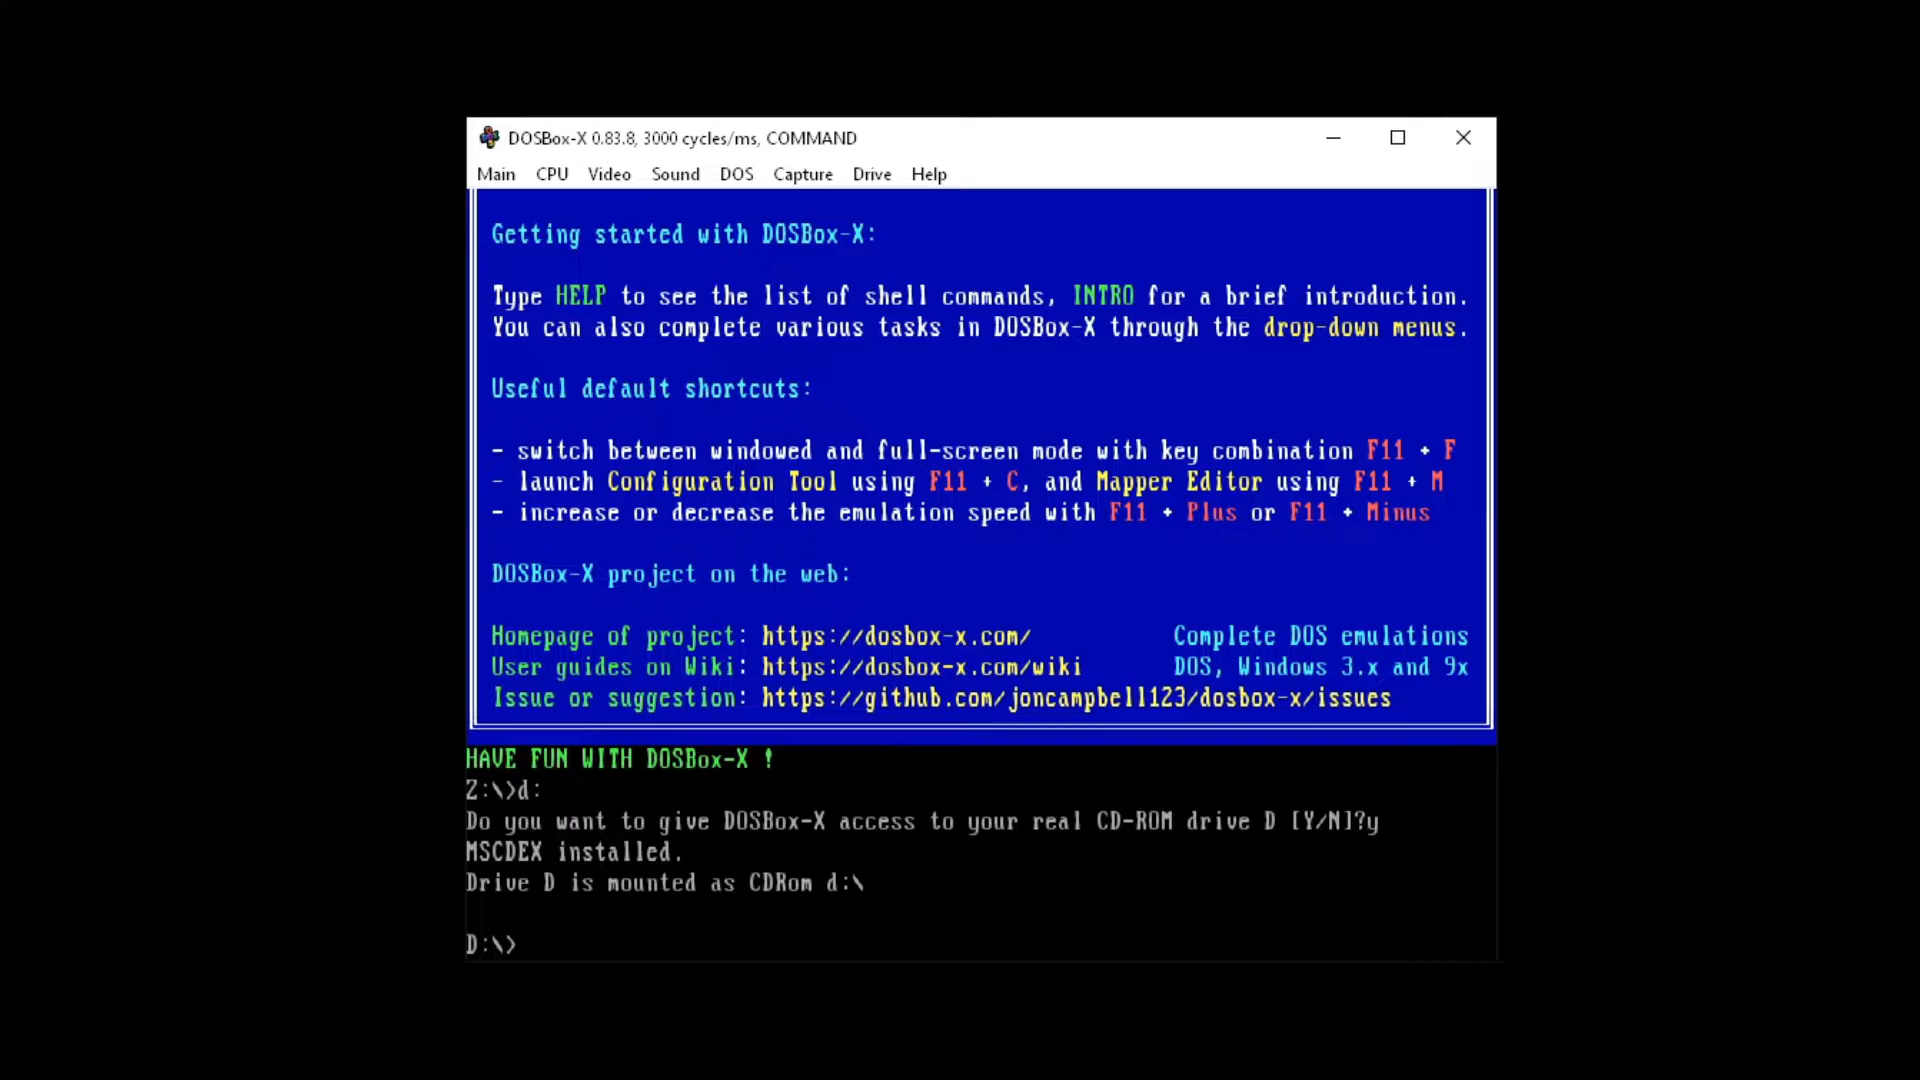 DOSBox-X 0.83.8, 3000 cycles/ms, COMMAND
Main CPU Video Sound DOS Capture Drive Help
Getting started with DOSBox-X:
Type HELP to see the list of shell commands, INTRO for a brief introduction.
You can also complete various tasks in DOSBox-X through the drop-down menus.
Useful default shortcuts:
- switch between windowed and full-screen mode with key combination F11 + F
- launch Configuration Tool using F11 + C, and Mapper Editor using F11 + M
- increase or decrease the emulation speed with F11 + Plus or F11 + Minus
DOSBox-X project on the web:
Homepage of project: https://dosbox-x.com/ Complete DOS emulations
User guides on Wiki: https://dosbox-x.com/wiki DOS, Windows 3.x and 9x
Issue or suggestion: https://github.com/joncampbell123/dosbox-x/issues
HAVE FUN WITH DOSBox-X !
Z:\>d:
Do you want to give DOSBox-X access to your real CD-ROM drive D [Y/N]?y
MSCDEX installed.
Drive D is mounted as CDRom d:\
D:\>